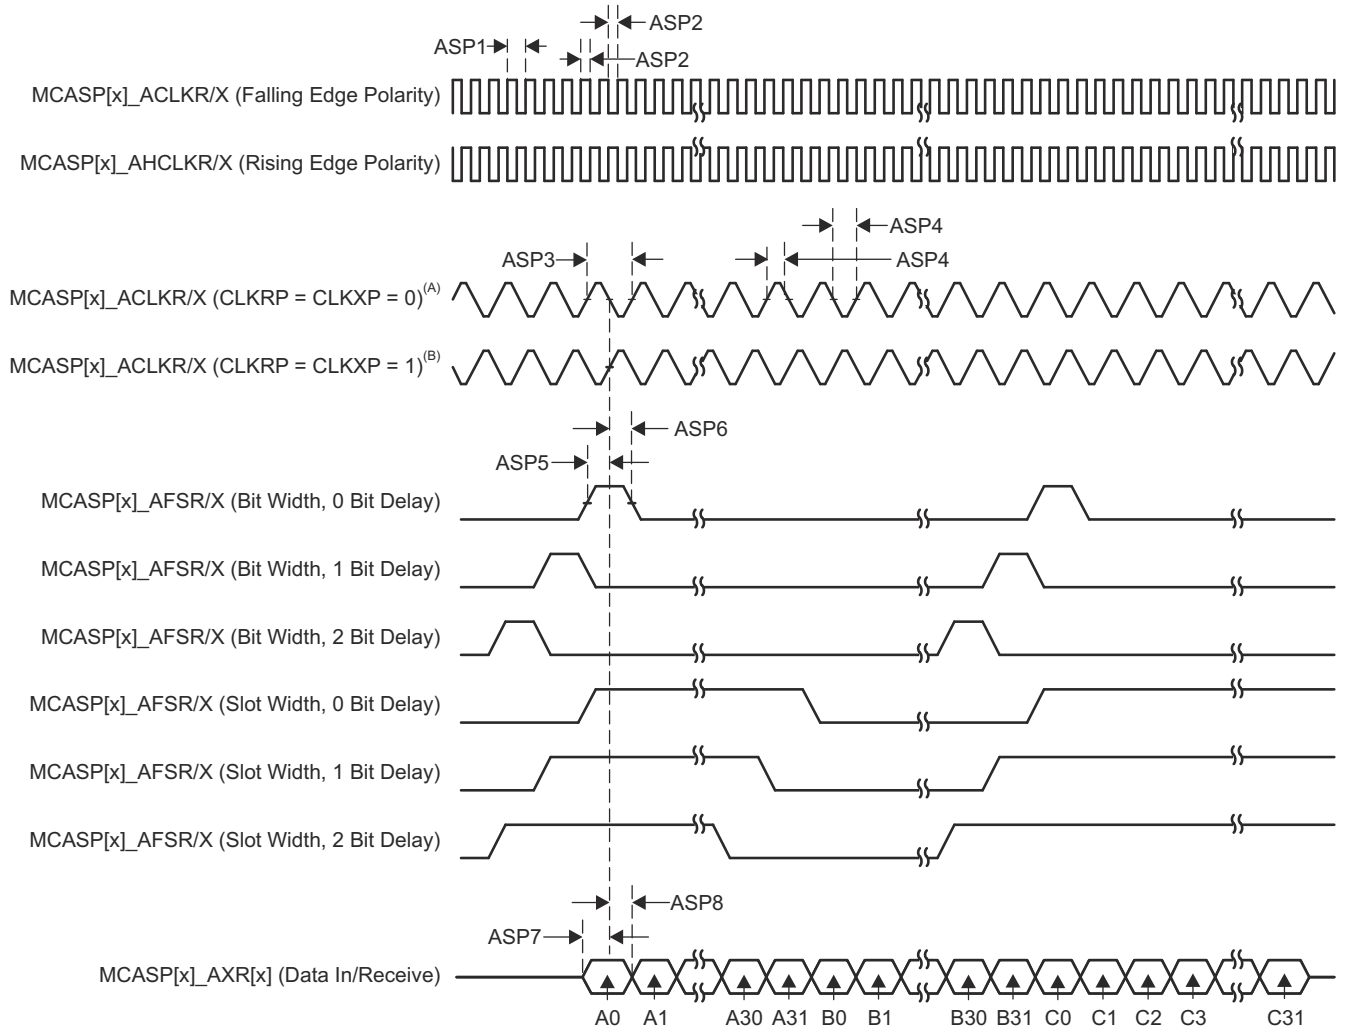 ASP2
ASP1
ASP2
MCASP[x]_ACLKR/X (Falling Edge Polarity)
MCASP[x]_AHCLKR/X (Rising Edge Polarity)
ASP4
ASP3
ASP4
MCASP[x]_ACLKR/X (CLKRP = CLKXP = 0)(A)
MCASP[x]_ACLKR/X (CLKRP = CLKXP = 1)(B)
ASP6
ASP5
MCASP[x]_AFSR/X (Bit Width, 0 Bit Delay)
MCASP[x]_AFSR/X (Bit Width, 1 Bit Delay)
MCASP[x]_AFSR/X (Bit Width, 2 Bit Delay)
MCASP[x]_AFSR/X (Slot Width, 0 Bit Delay)
MCASP[x]_AFSR/X (Slot Width, 1 Bit Delay)
MCASP[x]_AFSR/X (Slot Width, 2 Bit Delay)
ASP8
ASP7
MCASP[x]_AXR[x] (Data In/Receive)
A0 A1 A30 A31 B0 B1 B30 B31 C0 C1 C2 C3 C31